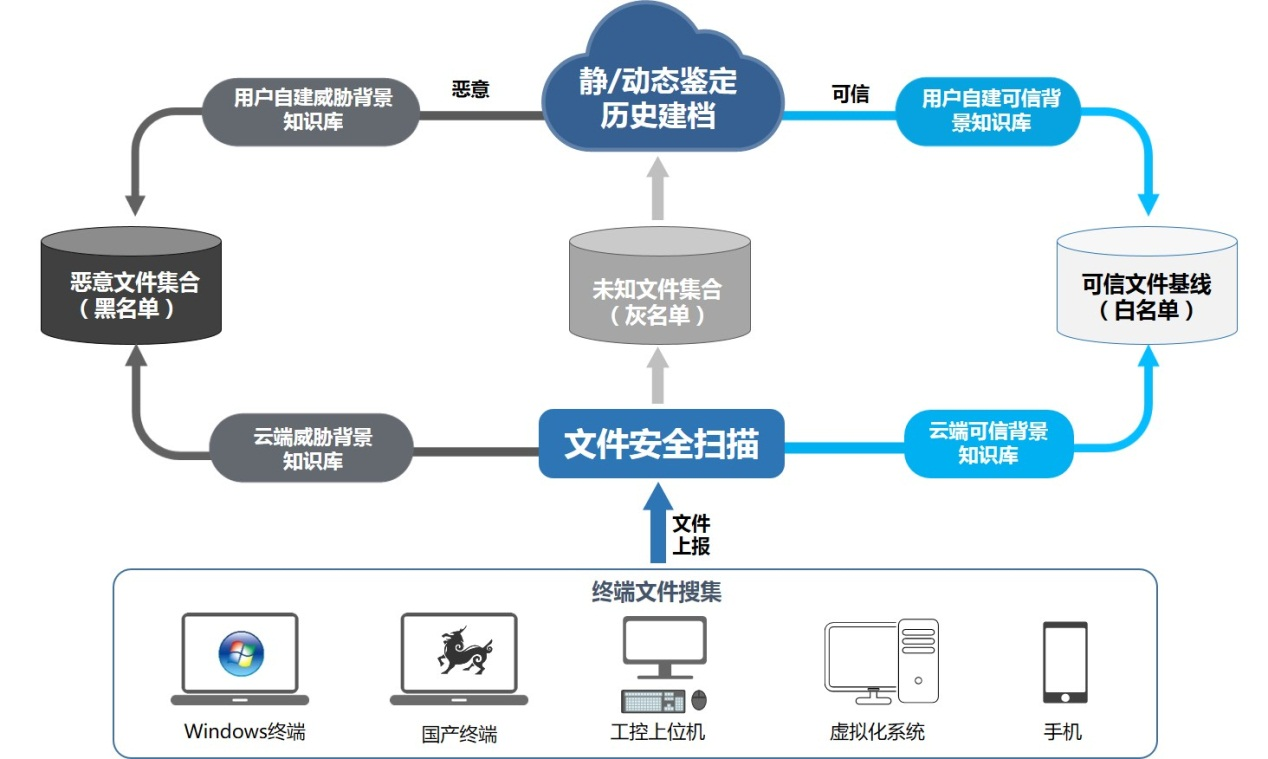 静/动态鉴定
历史建档
恶意
可信
用户自建威胁背景
知识库
用户自建可信背
景知识库
恶意文件集合
（黑名单）
未知文件集合
（灰名单）
可信文件基线
（白名单）
云端威胁背景
知识库
文件安全扫描
云端可信背景
知识库
文件
上报
终端文件搜集
Windows终端
国产终端
工控上位机
虚拟化系统
手机